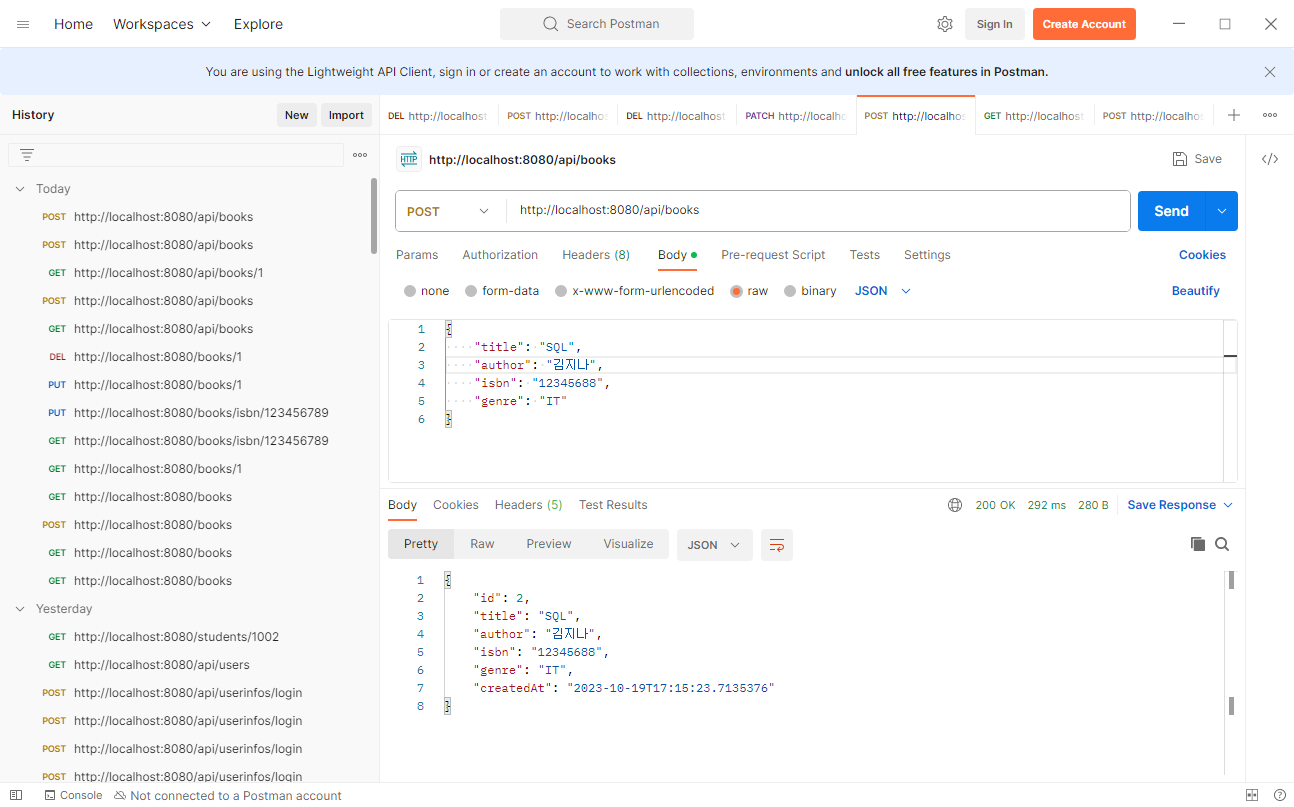 Home Workspaces Explore Search Postman Sign In Create Account
You are using the Lightweight API Client, sign in or create an account to work with collections, environments and unlock all free features in Postman.
History New Import
DEL http://localhost POST http://localhos DEL http://localhost PATCH http://localh POST http://localhos GET http://localhost POST http://localhos
HTTP http://localhost:8080/api/books Save </>
Today
POST http://localhost:8080/api/books
POST http://localhost:8080/api/books
GET http://localhost:8080/api/books/1
POST http://localhost:8080/api/books
GET http://localhost:8080/api/books
DEL http://localhost:8080/books/1
PUT http://localhost:8080/books/1
PUT http://localhost:8080/books/isbn/123456789
GET http://localhost:8080/books/isbn/123456789
GET http://localhost:8080/books/1
GET http://localhost:8080/books
POST http://localhost:8080/books
GET http://localhost:8080/books
GET http://localhost:8080/books
Yesterday
GET http://localhost:8080/students/1002
GET http://localhost:8080/api/users
POST http://localhost:8080/api/userinfos/login
POST http://localhost:8080/api/userinfos/login
POST http://localhost:8080/api/userinfos/login
POST http://localhost:8080/api/userinfos/login
POST http://localhost:8080/api/books Send
Params Authorization Headers (8) Body Pre-request Script Tests Settings Cookies
none form-data x-www-form-urlencoded raw binary JSON Beautify
1 {
2 "title": "SQL",
3 "author": "김지나",
4 "isbn": "12345688",
5 "genre": "IT"
6 }
Body Cookies Headers (5) Test Results 200 OK 292 ms 280 B Save Response
Pretty Raw Preview Visualize JSON
1 {
2 "id": 2,
3 "title": "SQL",
4 "author": "김지나",
5 "isbn": "12345688",
6 "genre": "IT",
7 "createdAt": "2023-10-19T17:15:23.7135376"
8 }
Console Not connected to a Postman account